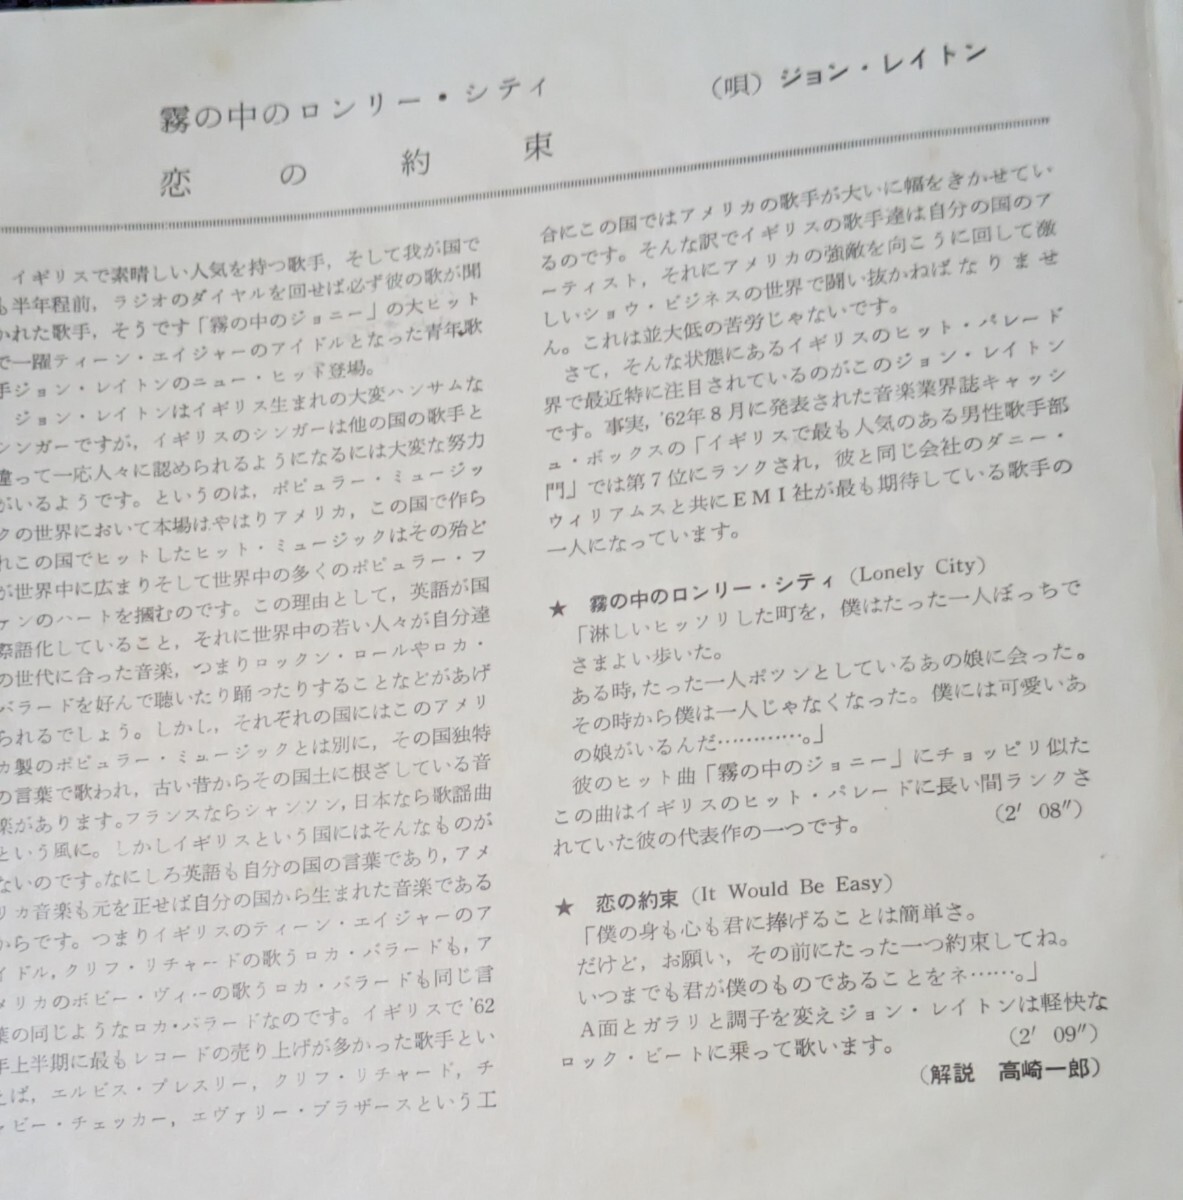 霧の中のロンリー・シティ
(唄) ジョン・レイトン
恋の約束
イギリスで素晴しい人気を持つ歌手，そして我が国で
も半年程前，ラジオのダイヤルを回せば必ず彼の歌が聞
かれた歌手，そうです「霧の中のジョニー」の大ヒット
で一躍ティーン・エイジャーのアイドルとなった青年歌
手ジョン・レイトンのニュー・ヒット登場。
ジョン・レイトンはイギリス生まれの大変ハンサムな
シンガーですが，イギリスのシンガーは他の国の歌手と
違って一応人々に認められるようになるには大変な努力
がいるようです。というのは，ポピュラー・ミュージッ
クの世界において本場はやはりアメリカ，この国で作ら
れこの国でヒットしたヒット・ミュージックはその殆ど
が世界中に広まりそして世界中の多くのポピュラー・フ
ァンのハートを摑むのです。この理由として，英語が国
際語化していること，それに世界中の若い人々が自分達
の世代に合った音楽，つまりロックン・ロールやロカ・
バラードを好んで聴いたり踊ったりすることなどがあげ
られるでしょう。しかし，それぞれの国にはこのアメリ
カ製のポピュラー・ミュージックとは別に，その国独特
の言葉で歌われ，古い昔からその国土に根ざしている音
楽があります。フランスならシャンソン，日本なら歌謡曲
という風に。しかしイギリスという国にはそんなものが
ないのです。なにしろ英語も自分の国の言葉であり，アメ
リカ音楽も元を正せば自分の国から生まれた音楽である
からです。つまりイギリスのティーン・エイジャーのア
イドル，クリフ・リチャードの歌うロカ・バラードも，ア
メリカのボビー・ヴィーの歌うロカ・バラードも同じ言
葉の同じようなロカ・バラードなのです。イギリスで'62
年上半期に最もレコードの売り上げが多かった歌手とい
えば，エルビス・プレスリー，クリフ・リチャード，チ
ャビー・チェッカー，エヴァリー・ブラザースという工
合にこの国ではアメリカの歌手が大いに幅をきかせてい
るのです。そんな訳でイギリスの歌手達は自分の国のア
ーティスト，それにアメリカの強敵を向こうに回して激
しいショウ・ビジネスの世界で闘い抜かねばなりませ
ん。これは並大低の苦労じゃないです。
さて，そんな状態にあるイギリスのヒット・パレード
界で最近特に注目されているのがこのジョン・レイトン
です。事実，'62年8月に発表された音楽業界誌キャッシ
ュ・ボックスの「イギリスで最も人気のある男性歌手部
門」では第7位にランクされ，彼と同じ会社のダニー・
ウィリアムスと共にEMI社が最も期待している歌手の
一人になっています。
★ 霧の中のロンリー・シティ (Lonely City)
「淋しいヒッソリした町を，僕はたった一人ぼっちで
さまよい歩いた。
ある時，たった一人ポツンとしているあの娘に会った。
その時から僕は一人じゃなくなった。僕には可愛いあ
の娘がいるんだ…………。」
彼のヒット曲「霧の中のジョニー」にチョッピリ似た
この曲はイギリスのヒット・パレードに長い間ランクさ
れていた彼の代表作の一つです。 (2′ 08″)
★ 恋の約束 (It Would Be Easy)
「僕の身も心も君に捧げることは簡単さ。
だけど，お願い，その前にたった一つ約束してね。
いつまでも君が僕のものであることをネ……。」
A面とガラリと調子を変えジョン・レイトンは軽快な
ロック・ビートに乗って歌います。 (2′ 09″)
(解説 高崎一郎)